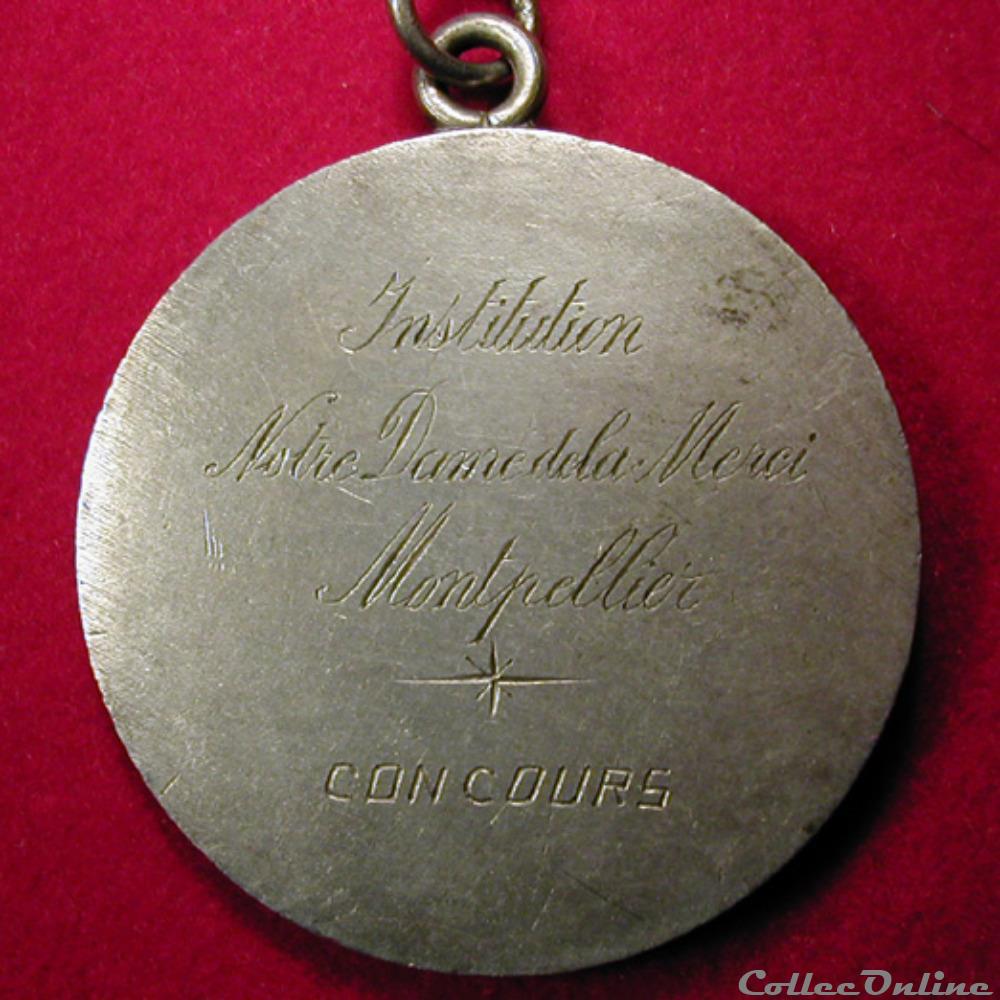 Institution
Notre Dame de la Merci
Montpellier
CONCOURS
CollecOnline